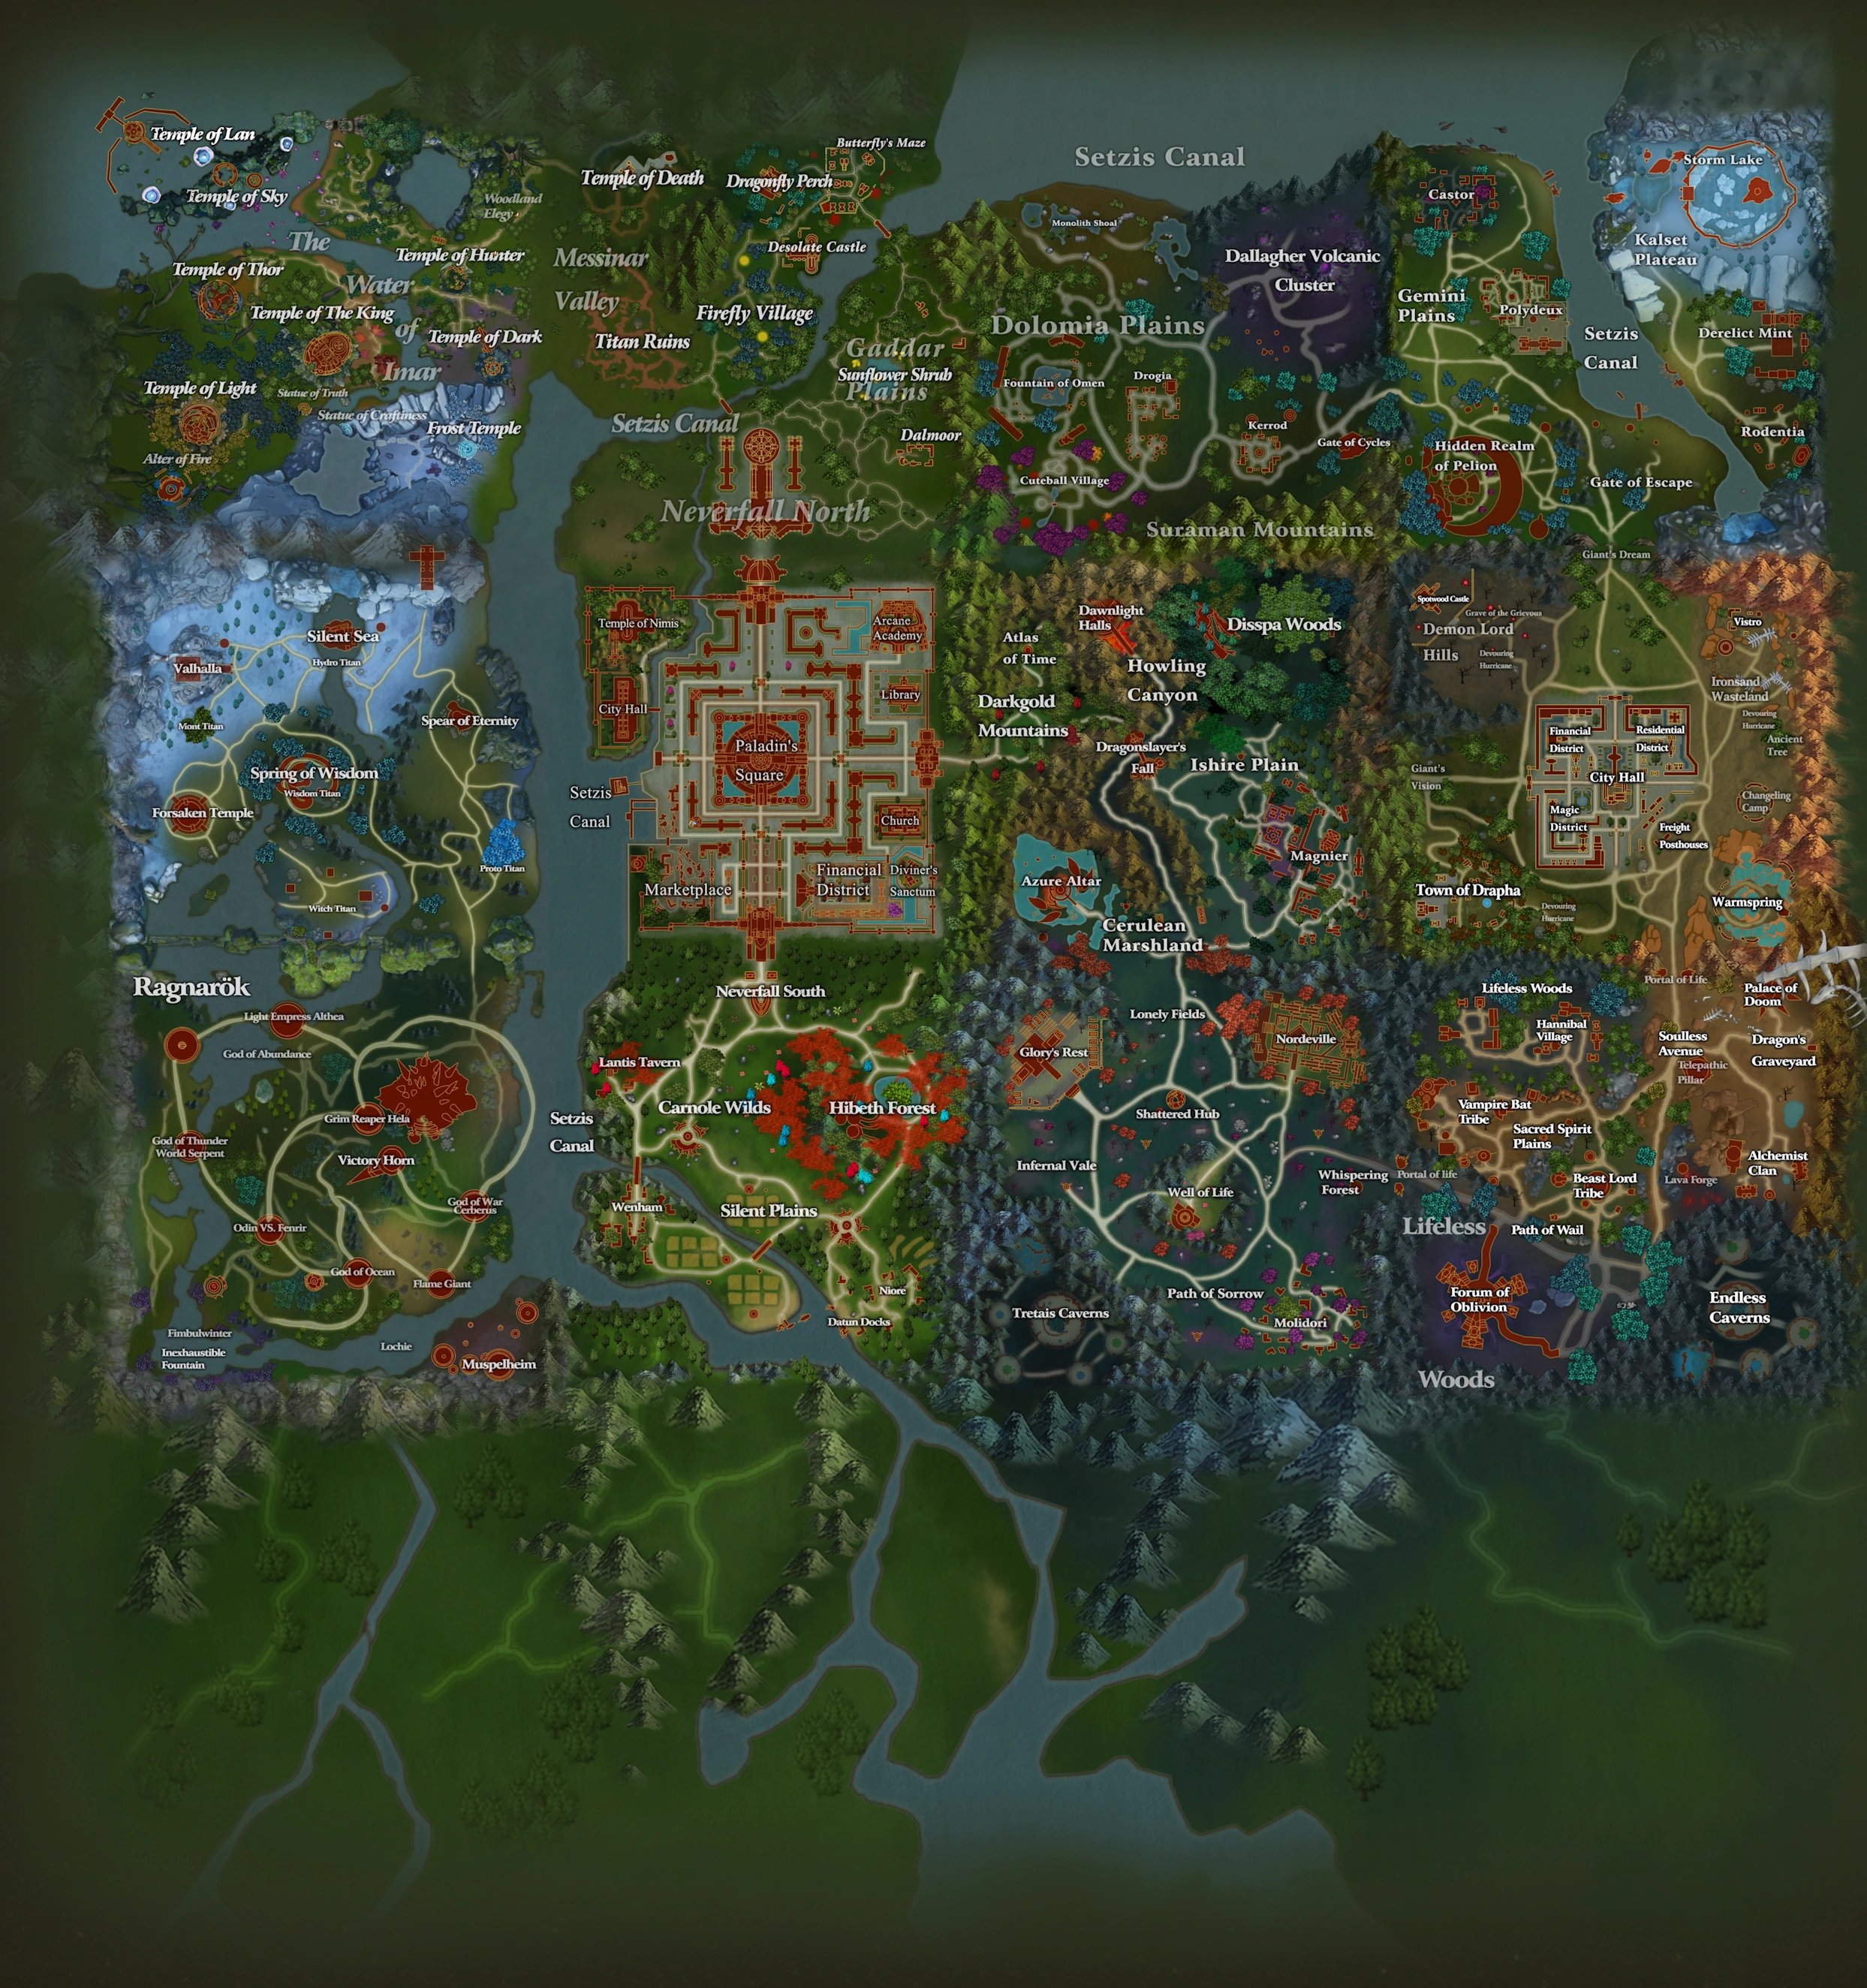 Temple of Lan
Temple of Sky
The
Water
of
Imar
Woodland
Elegy
Temple of Hunter
Temple of Thor
Temple of The King
Temple of Dark
Temple of Light
Statue of Truth
Statue of Craftiness
Frost Temple
Alter of Fire
Temple of Death
Dragonfly Perch
Butterfly's Maze
Desolate Castle
Messinar
Valley
Firefly Village
Titan Ruins
Gaddar
Plains
Sunflower Shrub
Setzis Canal
Dalmoor
Neverfall North
Setzis Canal
Monolith Shoal
Dallagher Volcanic
Cluster
Dolomia Plains
Fountain of Omen
Drogia
Kerrod
Gate of Cycles
Cuteball Village
Suraman Mountains
Castor
Gemini
Plains
Polydeux
Setzis
Canal
Hidden Realm
of Pelion
Gate of Escape
Giant's Dream
Storm Lake
Kalset
Plateau
Derelict Mint
Rodentia
Silent Sea
Hydro Titan
Valhalla
Mont Titan
Spear of Eternity
Spring of Wisdom
Wisdom Titan
Forsaken Temple
Proto Titan
Witch Titan
Temple of Nimis
Arcane
Academy
City Hall
Library
Paladin's
Square
Setzis
Canal
Church
Marketplace
Financial
District
Diviner's
Sanctum
Dawnlight
Halls
Disspa Woods
Atlas
of Time
Howling
Canyon
Darkgold
Mountains
Dragonslayer's
Fall
Ishire Plain
Magnier
Azure Altar
Cerulean
Marshland
Spotwood Castle
Grave of the Grievous
Demon Lord
Hills
Devouring
Hurricane
Vistro
Ironsand
Wasteland
Devouring
Hurricane
Ancient
Tree
Financial
District
Residential
District
City Hall
Giant's
Vision
Magic
District
Freight
Posthouses
Changeling
Camp
Town of Drapha
Devouring
Hurricane
Warmspring
Ragnarök
Light Empress Althea
God of Abundance
Grim Reaper Hela
God of Thunder
World Serpent
Victory Horn
God of War
Cerberus
Odin VS. Fenrir
God of Ocean
Flame Giant
Fimbulwinter
Inexhaustible
Fountain
Lochie
Muspelheim
Neverfall South
Lantis Tavern
Carnole Wilds
Hibeth Forest
Setzis
Canal
Wenham
Silent Plains
Niore
Datun Docks
Lonely Fields
Glory's Rest
Nordeville
Shattered Hub
Infernal Vale
Whispering
Forest
Well of Life
Path of Sorrow
Tretais Caverns
Molidori
Lifeless Woods
Hannibal
Village
Portal of Life
Palace of
Doom
Soulless
Avenue
Dragon's
Graveyard
Telepathic
Pillar
Vampire Bat
Tribe
Sacred Spirit
Plains
Portal of life
Beast Lord
Tribe
Lava Forge
Alchemist
Clan
Lifeless
Woods
Path of Wail
Forum of
Oblivion
Endless
Caverns